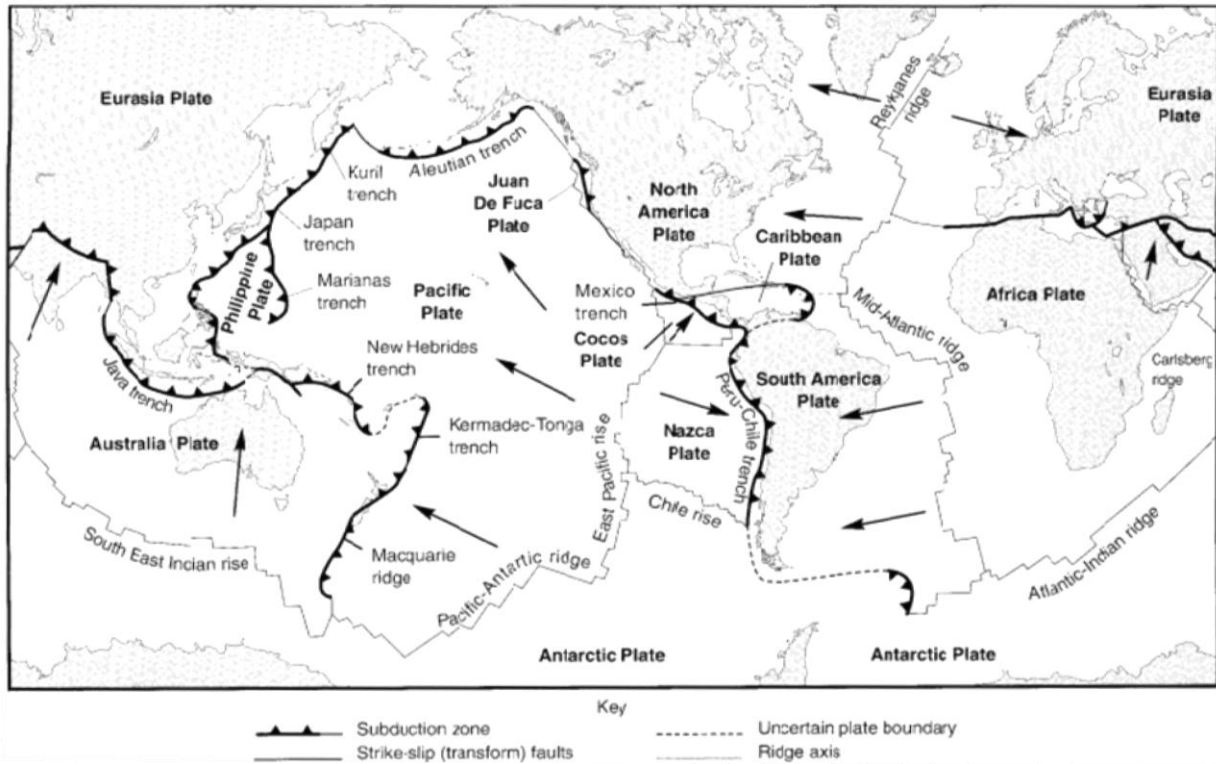 Eurasia Plate
Reykjanes
ridge
Eurasia
Plate
Aleutian trench
Kuril
trench
Juan
De Fuca
Plate
North
America
Plate
Japan
trench
Caribbean
Plate
Marianas
trench
Philippine
Plate
Pacific
Plate
Mexico
trench
Cocos
Plate
Mid-Atlantic ridge
Africa Plate
New Hebrides
trench
Java trench
Peru-Chile trench
South America
Plate
Carlsberg
ridge
Australia Plate
Kermadec-Tonga
trench
Nazca
Plate
East Pacific rise
Chile rise
South East Incian rise
Macquarie
ridge
Pacific-Antartic ridge
Atlantic-Indian ridge
Antarctic Plate
Antarctic Plate
Key
Subduction zone
Uncertain plate boundary
Strike-slip (transform) faults
Ridge axis